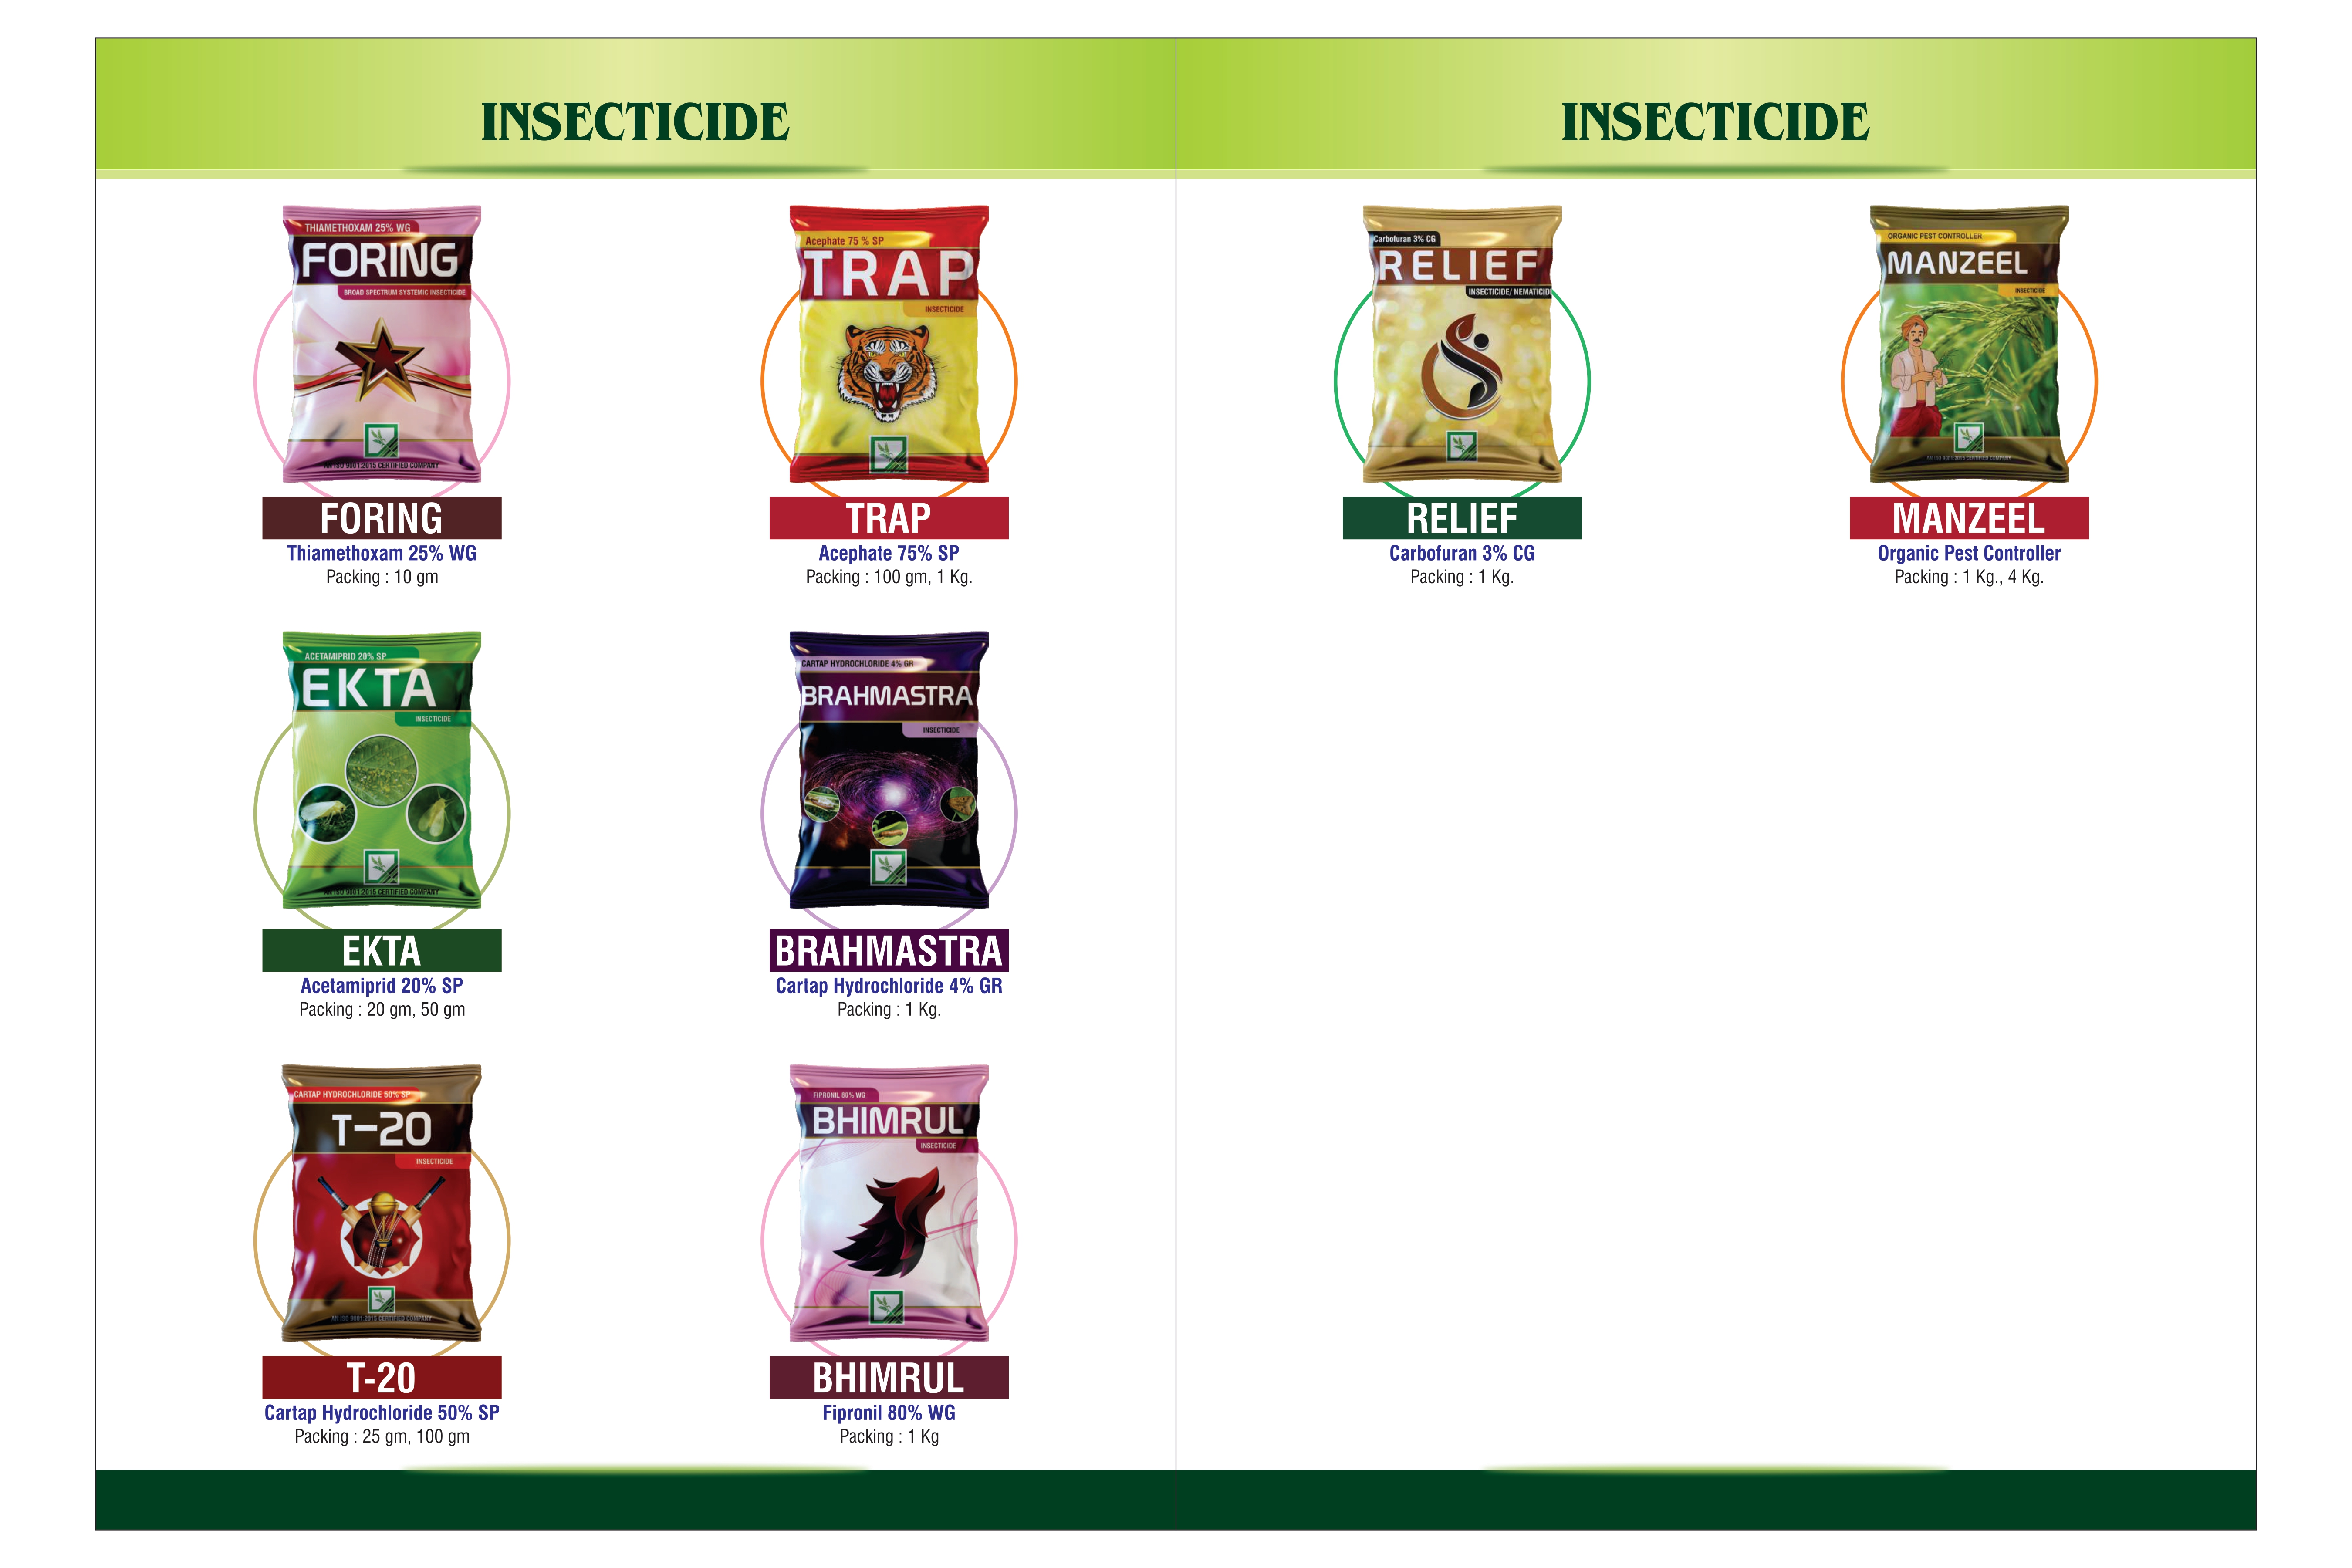 INSECTICIDE
THIAMETHOXAM 25% WG
FORING
BROAD SPECTRUM SYSTEMIC INSECTICIDE
AN ISO 9001:2015 CERTIFIED COMPANY
FORING
Thiamethoxam 25% WG
Packing : 10 gm
Acephate 75 % SP
TRAP
INSECTICIDE
TRAP
Acephate 75% SP
Packing : 100 gm, 1 Kg.
ACETAMIPRID 20% SP
EKTA
INSECTICIDE
AN ISO 9001:2015 CERTIFIED COMPANY
EKTA
Acetamiprid 20% SP
Packing : 20 gm, 50 gm
CARTAP HYDROCHLORIDE 4% GR
BRAHMASTRA
INSECTICIDE
BRAHMASTRA
Cartap Hydrochloride 4% GR
Packing : 1 Kg.
CARTAP HYDROCHLORIDE 50% SP
T-20
INSECTICIDE
AN ISO 9001:2015 CERTIFIED COMPANY
T-20
Cartap Hydrochloride 50% SP
Packing : 25 gm, 100 gm
FIPRONIL 80% WG
BHIMRUL
INSECTICIDE
BHIMRUL
Fipronil 80% WG
Packing : 1 Kg
INSECTICIDE
Carbofuran 3% CG
RELIEF
INSECTICIDE/ NEMATICID
RELIEF
Carbofuran 3% CG
Packing : 1 Kg.
ORGANIC PEST CONTROLLER
MANZEEL
INSECTICIDE
AN ISO 9001:2015 CERTIFIED COMPANY
MANZEEL
Organic Pest Controller
Packing : 1 Kg., 4 Kg.